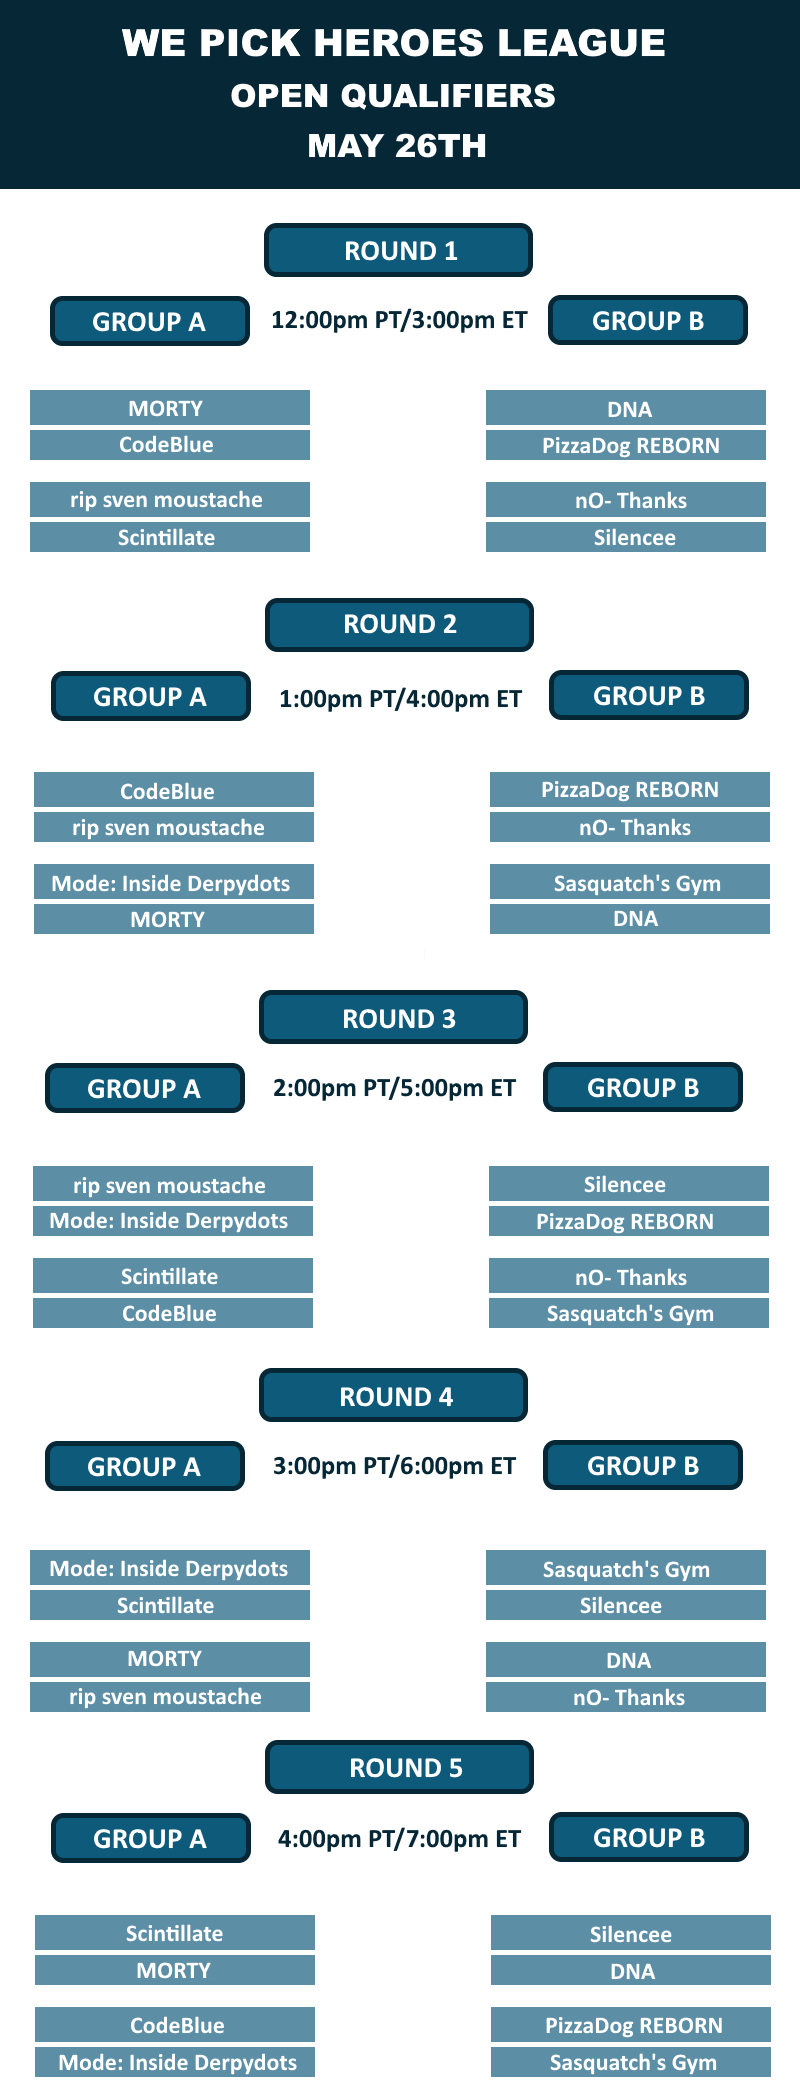 WE PICK HEROES LEAGUE
OPEN QUALIFIERS
MAY 26TH
ROUND 1
GROUP A
12:00pm PT/3:00pm ET
GROUP B
MORTY
CodeBlue
rip sven moustache
Scintillate
DNA
PizzaDog REBORN
nO- Thanks
Silencee
ROUND 2
GROUP A
1:00pm PT/4:00pm ET
GROUP B
CodeBlue
rip sven moustache
Mode: Inside Derpydots
MORTY
PizzaDog REBORN
nO- Thanks
Sasquatch's Gym
DNA
ROUND 3
GROUP A
2:00pm PT/5:00pm ET
GROUP B
rip sven moustache
Mode: Inside Derpydots
Scintillate
CodeBlue
Silencee
PizzaDog REBORN
nO- Thanks
Sasquatch's Gym
ROUND 4
GROUP A
3:00pm PT/6:00pm ET
GROUP B
Mode: Inside Derpydots
Scintillate
MORTY
rip sven moustache
Sasquatch's Gym
Silencee
DNA
nO- Thanks
ROUND 5
GROUP A
4:00pm PT/7:00pm ET
GROUP B
Scintillate
MORTY
CodeBlue
Mode: Inside Derpydots
Silencee
DNA
PizzaDog REBORN
Sasquatch's Gym